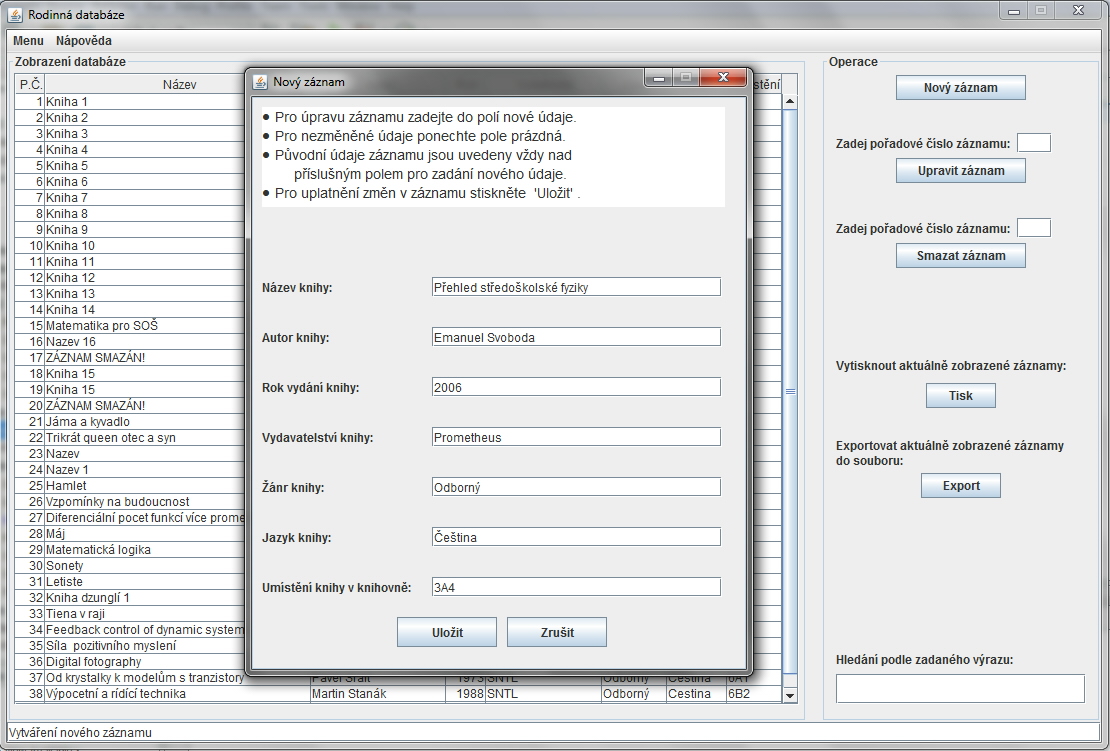 Rodinná databáze
Menu Nápověda
Zobrazení databáze
P.Č. Název stění
1 Kniha 1
2 Kniha 2
3 Kniha 3
4 Kniha 4
5 Kniha 5
6 Kniha 6
7 Kniha 7
8 Kniha 8
9 Kniha 9
10 Kniha 10
11 Kniha 11
12 Kniha 12
13 Kniha 13
14 Kniha 14
15 Matematika pro SOŠ
16 Nazev 16
17 ZÁZNAM SMAZÁN!
18 Kniha 15
19 Kniha 15
20 ZÁZNAM SMAZÁN!
21 Jáma a kyvadlo
22 Trikrát queen otec a syn
23 Nazev
24 Nazev 1
25 Hamlet
26 Vzpomínky na budoucnost
27 Diferenciální pocet funkcí více prome
28 Máj
29 Matematická logika
30 Sonety
31 Letiste
32 Kniha dzunglí 1
33 Tiena v raji
34 Feedback control of dynamic system
35 Síla pozitivního myslení
36 Digital fotography
37 Od krystalky k modelům s tranzistory Pavel Šrait 1973 SNTL Odborný Cestina 6A1
38 Výpocetní a rídící technika Martin Stanák 1988 SNTL Odborný Cestina 6B2
Nový záznam
● Pro úpravu záznamu zadejte do polí nové údaje.
● Pro nezměněné údaje ponechte pole prázdná.
● Původní údaje záznamu jsou uvedeny vždy nad
příslušným polem pro zadání nového údaje.
● Pro uplatnění změn v záznamu stiskněte 'Uložit' .
Název knihy: Přehled středoškolské fyziky
Autor knihy: Emanuel Svoboda
Rok vydání knihy: 2006
Vydavatelství knihy: Prometheus
Žánr knihy: Odborný
Jazyk knihy: Čeština
Umístění knihy v knihovně: 3A4
Uložit Zrušit
Operace
Nový záznam
Zadej pořadové číslo záznamu:
Upravit záznam
Zadej pořadové číslo záznamu:
Smazat záznam
Vytisknout aktuálně zobrazené záznamy:
Tisk
Exportovat aktuálně zobrazené záznamy
do souboru:
Export
Hledání podle zadaného výrazu:
Vytváření nového záznamu